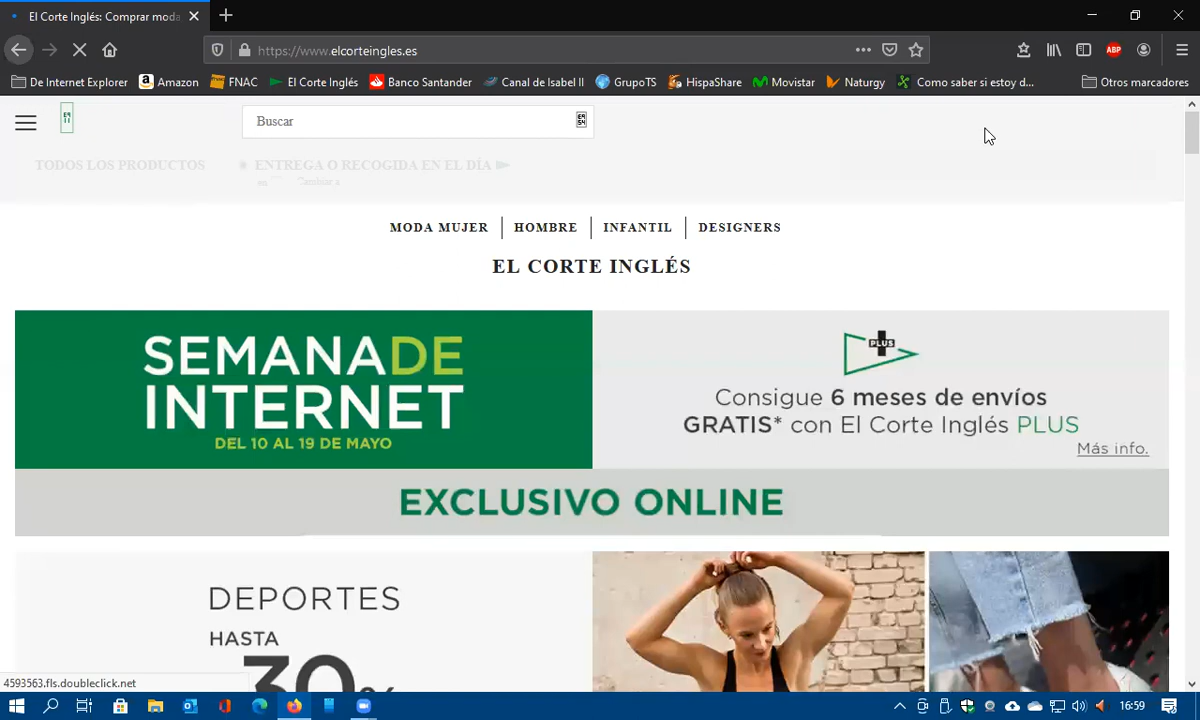 El Corte Inglés: Comprar moda
https://www.elcorteingles.es
De Internet Explorer
Amazon
FNAC
El Corte Inglés
Banco Santander
Canal de Isabel II
GrupoTS
HispaShare
Movistar
Naturgy
Como saber si estoy d...
Otros marcadores
ABP
Buscar
TODOS LOS PRODUCTOS
ENTREGA O RECOGIDA EN EL DÍA
en
Cambiar a
MODA MUJER
HOMBRE
INFANTIL
DESIGNERS
EL CORTE INGLÉS
SEMANADE
INTERNET
DEL 10 AL 19 DE MAYO
PLUS
Consigue 6 meses de envíos
GRATIS* con El Corte Inglés PLUS
Más info.
EXCLUSIVO ONLINE
DEPORTES
HASTA
30%
4593563.fls.doubleclick.net
16:59